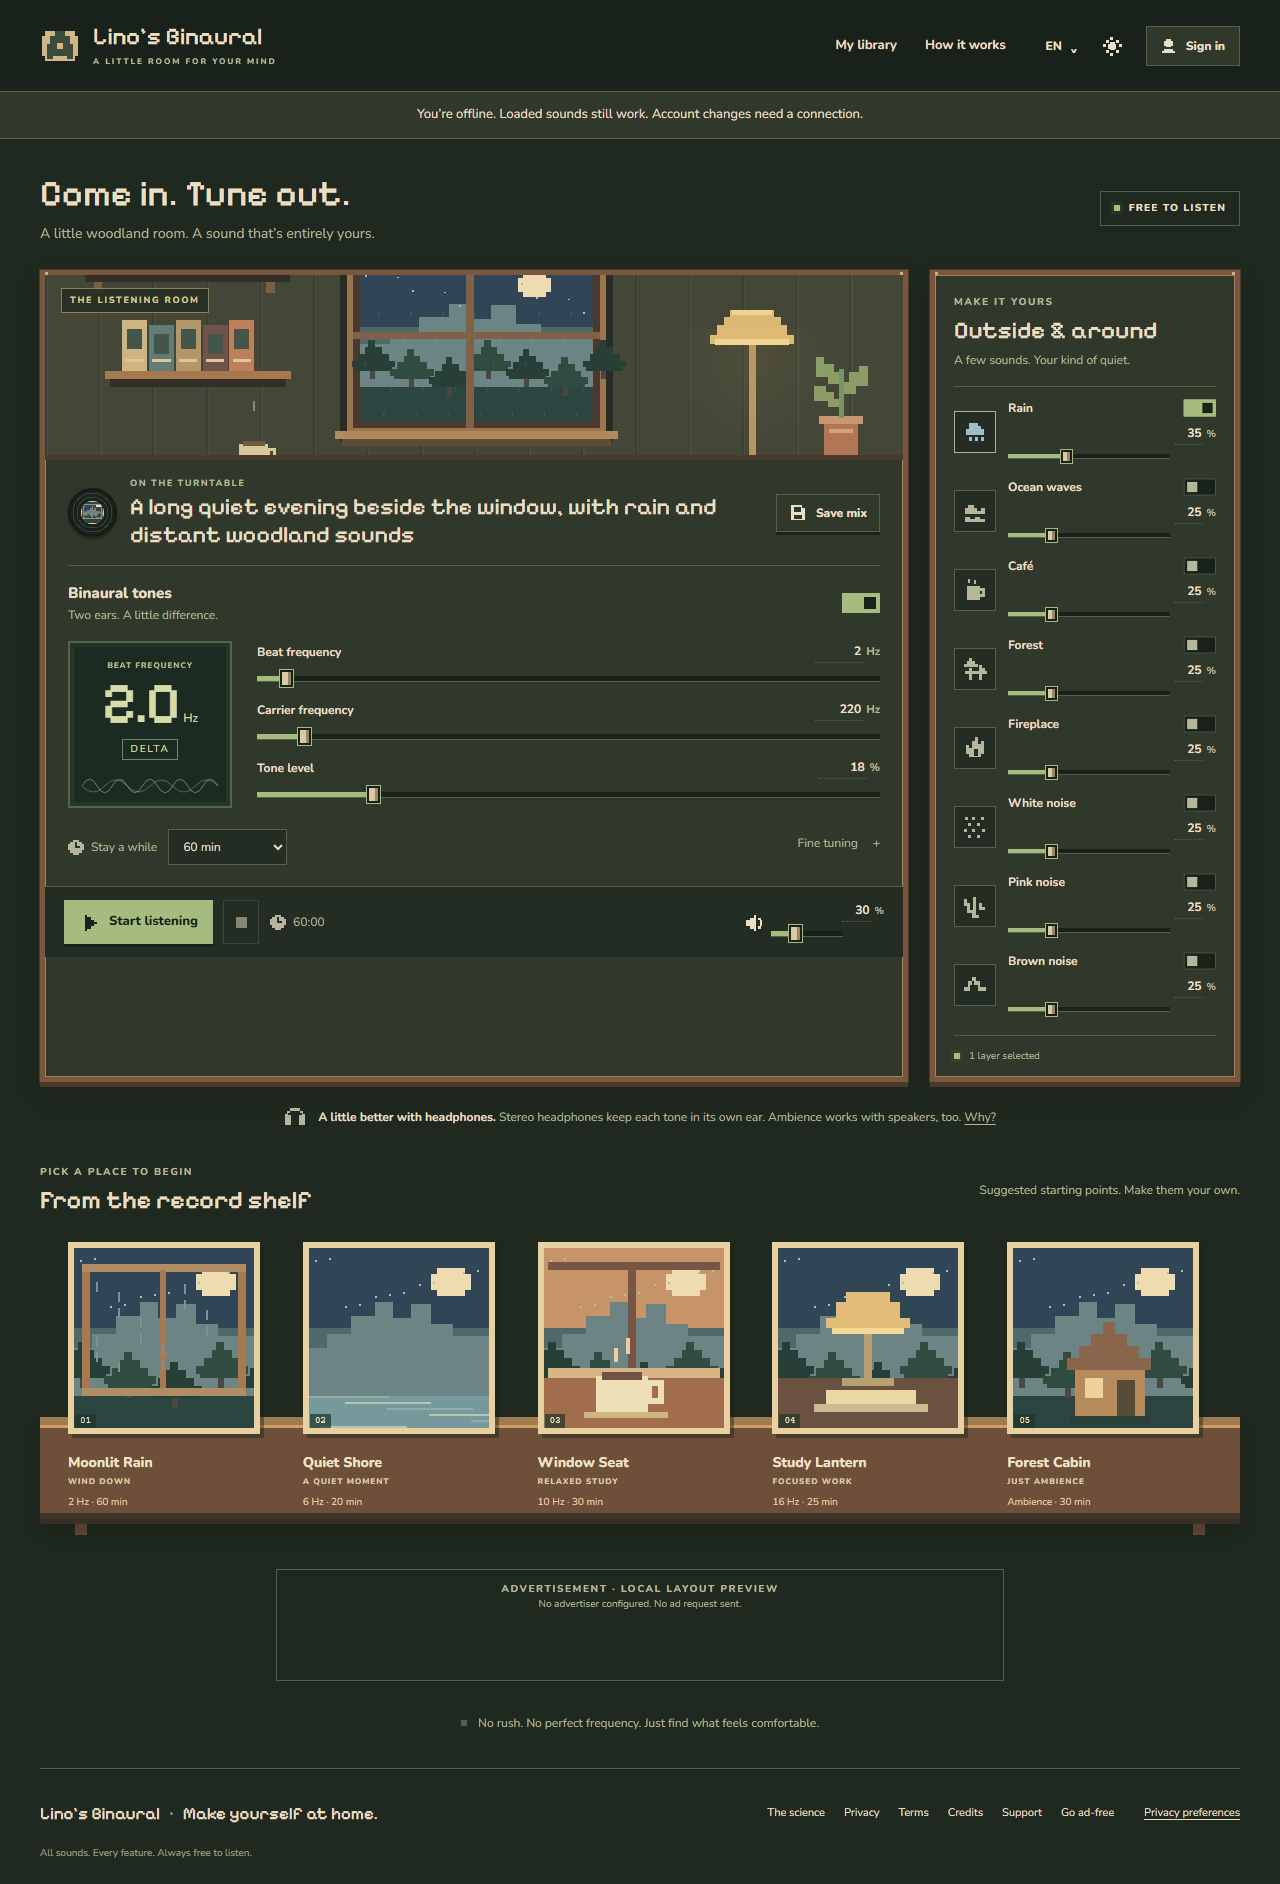 Lino's Binaural
A LITTLE ROOM FOR YOUR MIND
My library
How it works
EN
Sign in
You're offline. Loaded sounds still work. Account changes need a connection.
Come in. Tune out.
A little woodland room. A sound that's entirely yours.
FREE TO LISTEN
THE LISTENING ROOM
ON THE TURNTABLE
A long quiet evening beside the window, with rain and
distant woodland sounds
Save mix
Binaural tones
Two ears. A little difference.
BEAT FREQUENCY
2.0 Hz
DELTA
Beat frequency
2 Hz
Carrier frequency
220 Hz
Tone level
18 %
Stay a while
60 min
Fine tuning +
Start listening
60:00
30 %
MAKE IT YOURS
Outside & around
A few sounds. Your kind of quiet.
Rain
35 %
Ocean waves
25 %
Café
25 %
Forest
25 %
Fireplace
25 %
White noise
25 %
Pink noise
25 %
Brown noise
25 %
1 layer selected
A little better with headphones. Stereo headphones keep each tone in its own ear. Ambience works with speakers, too. Why?
PICK A PLACE TO BEGIN
From the record shelf
Suggested starting points. Make them your own.
01
Moonlit Rain
WIND DOWN
2 Hz · 60 min
02
Quiet Shore
A QUIET MOMENT
6 Hz · 20 min
03
Window Seat
RELAXED STUDY
10 Hz · 30 min
04
Study Lantern
FOCUSED WORK
16 Hz · 25 min
05
Forest Cabin
JUST AMBIENCE
Ambience · 30 min
ADVERTISEMENT · LOCAL LAYOUT PREVIEW
No advertiser configured. No ad request sent.
No rush. No perfect frequency. Just find what feels comfortable.
Lino's Binaural · Make yourself at home.
The science
Privacy
Terms
Credits
Support
Go ad-free
Privacy preferences
All sounds. Every feature. Always free to listen.